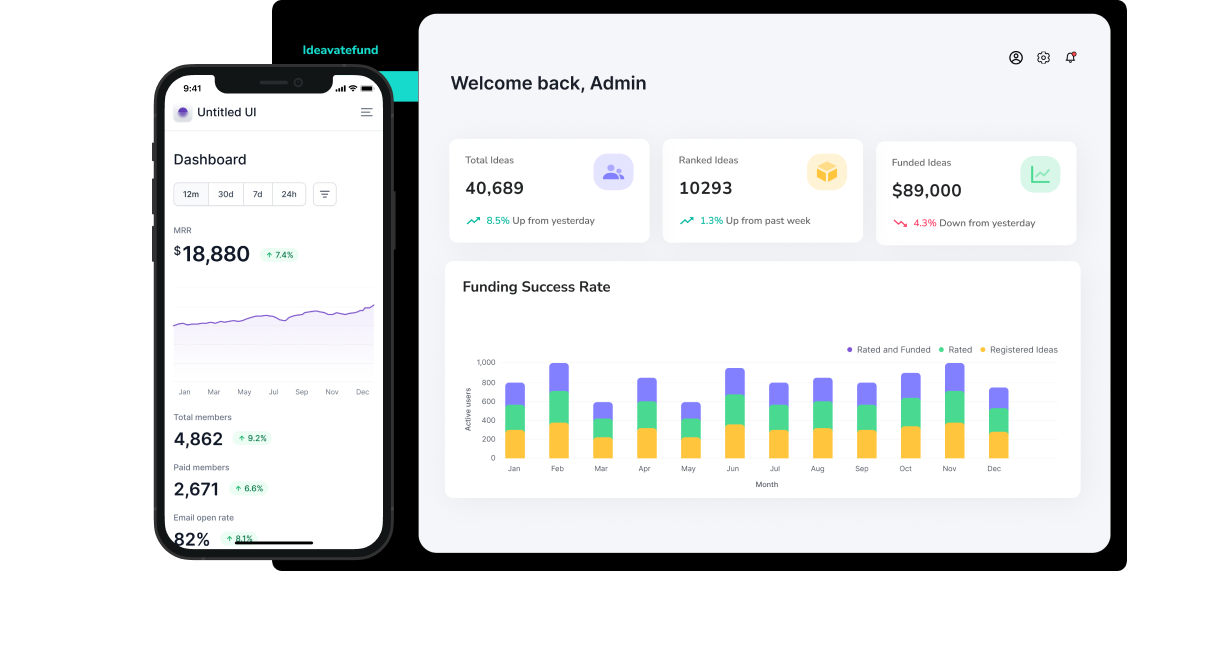 Ideavatefund
Welcome back, Admin
Total Ideas
40,689
8.5% Up from yesterday
Ranked Ideas
10293
1.3% Up from past week
Funded Ideas
$89,000
4.3% Down from yesterday
Funding Success Rate
Rated and Funded Rated Registered Ideas
Active users
1,000
800
600
400
200
0
Jan Feb Mar Apr May Jun Jul Aug Sep Oct Nov Dec
Month
9:41
Untitled UI
Dashboard
12m 30d 7d 24h
MRR
$18,880 7.4%
Jan Mar May Jul Sep Nov Dec
Total members
4,862 9.2%
Paid members
2,671 6.6%
Email open rate
82% 8.1%